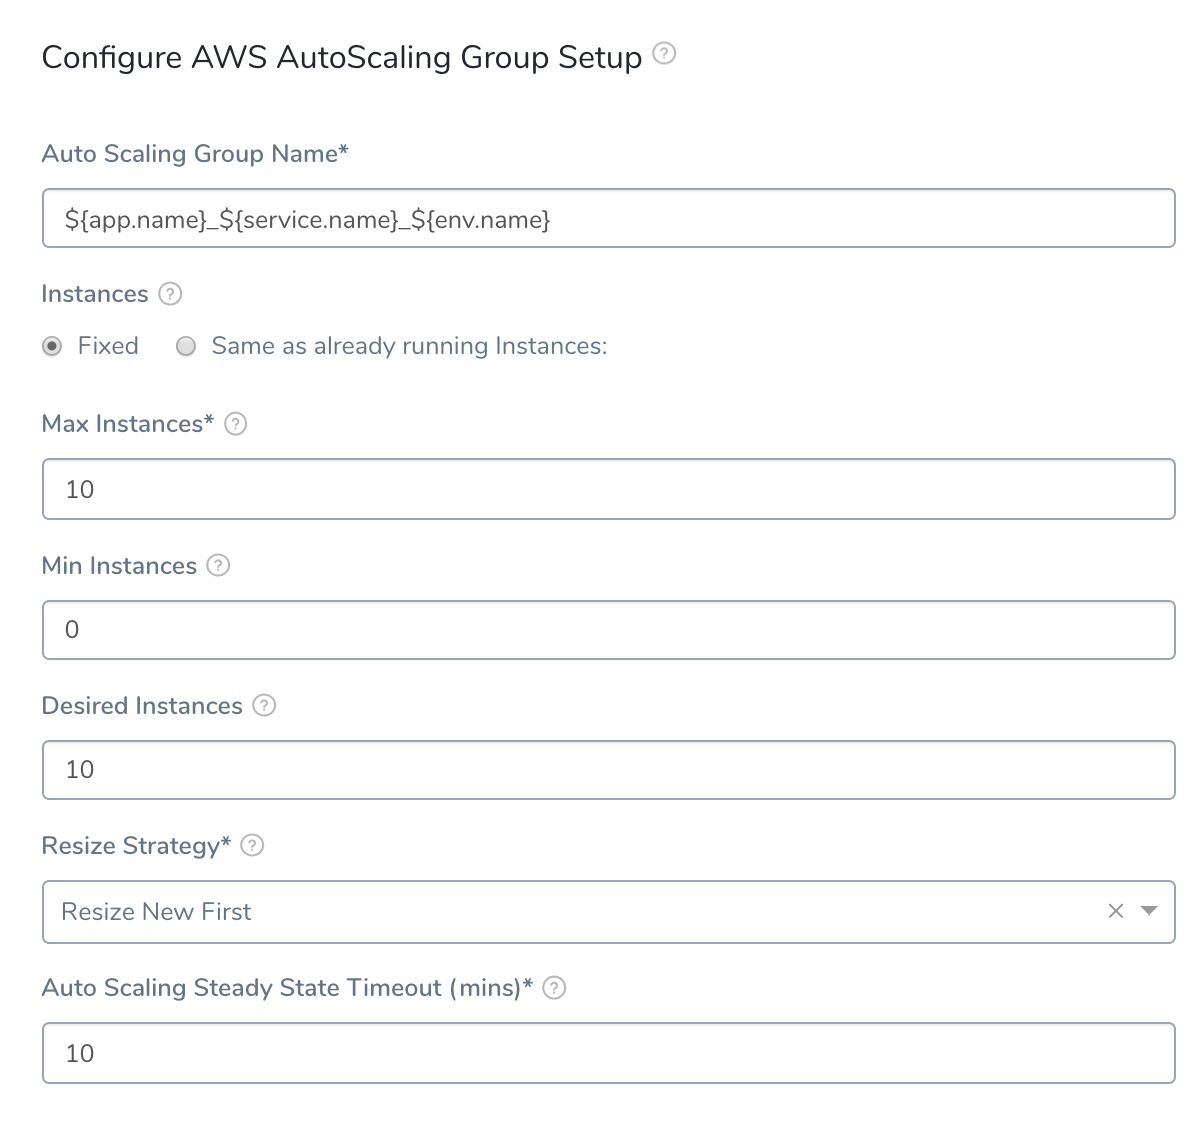 Configure AWS AutoScaling Group Setup ?
Auto Scaling Group Name*
${app.name}_${service.name}_${env.name}
Instances ?
Fixed Same as already running Instances:
Max Instances* ?
10
Min Instances ?
0
Desired Instances ?
10
Resize Strategy* ?
Resize New First
Auto Scaling Steady State Timeout (mins)* ?
10